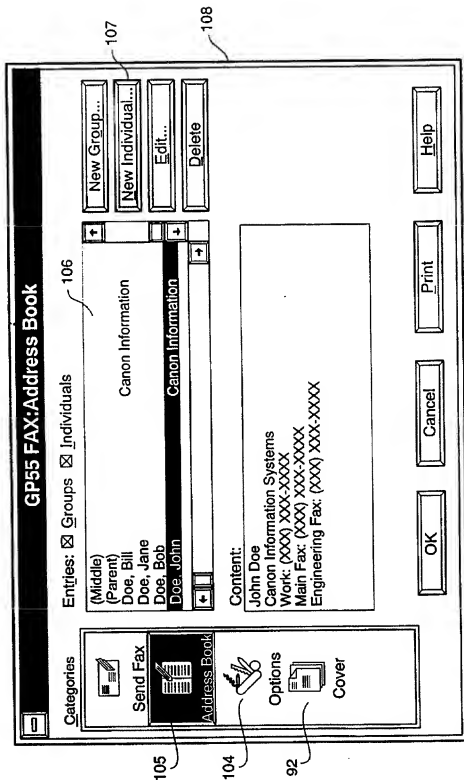 GP55 FAX:Address Book
Categories
Send Fax
Address Book
Options
Cover
Entries: ☒ Groups ☒ Individuals
(Middle)
(Parent)
Doe, Bill
Doe, Jane Canon Information
Doe, Bob
Doe, John Canon Information
New Group...
New Individual...
Edit...
Delete
Content:
John Doe
Canon Information Systems
Work: (XXX) XXX-XXXX
Main Fax: (XXX) XXX-XXXX
Engineering Fax: (XXX) XXX-XXXX
OK
Cancel
Print
Help
105
104
92
106
107
108